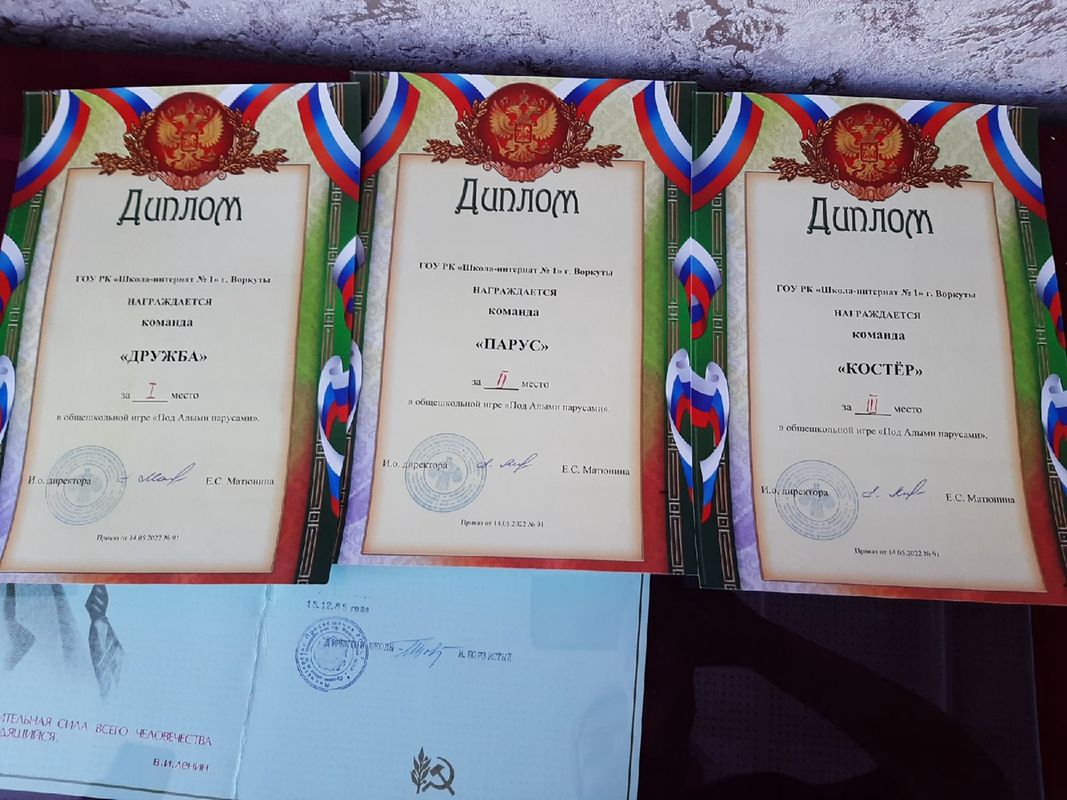 Диплом
ГОУ РК «Школа-интернат № 1» г. Воркуты
НАГРАЖДАЕТСЯ
команда
«ДРУЖБА»
за I место
в общешкольной игре «Под Алыми парусами».
И.о. директора Е.С. Матюнина
Приказ от 14.05.2022 № 91
Диплом
ГОУ РК «Школа-интернат № 1» г. Воркуты
НАГРАЖДАЕТСЯ
команда
«ПАРУС»
за II место
в общешкольной игре «Под Алыми парусами».
И.о. директора Е.С. Матюнина
Приказ от 14.05.2022 № 91
Диплом
ГОУ РК «Школа-интернат № 1» г. Воркуты
НАГРАЖДАЕТСЯ
команда
«КОСТЁР»
за III место
в общешкольной игре «Под Алыми парусами».
И.о. директора Е.С. Матюнина
Приказ от 14.05.2022 № 91
ИТЕЛЬНАЯ СИЛА ВСЕГО ЧЕЛОВЕЧЕСТВА
ДЯЩИЙСЯ.
В.И.Ленин
15.12.85 года
ДИРЕКТОР ШКОЛЫ